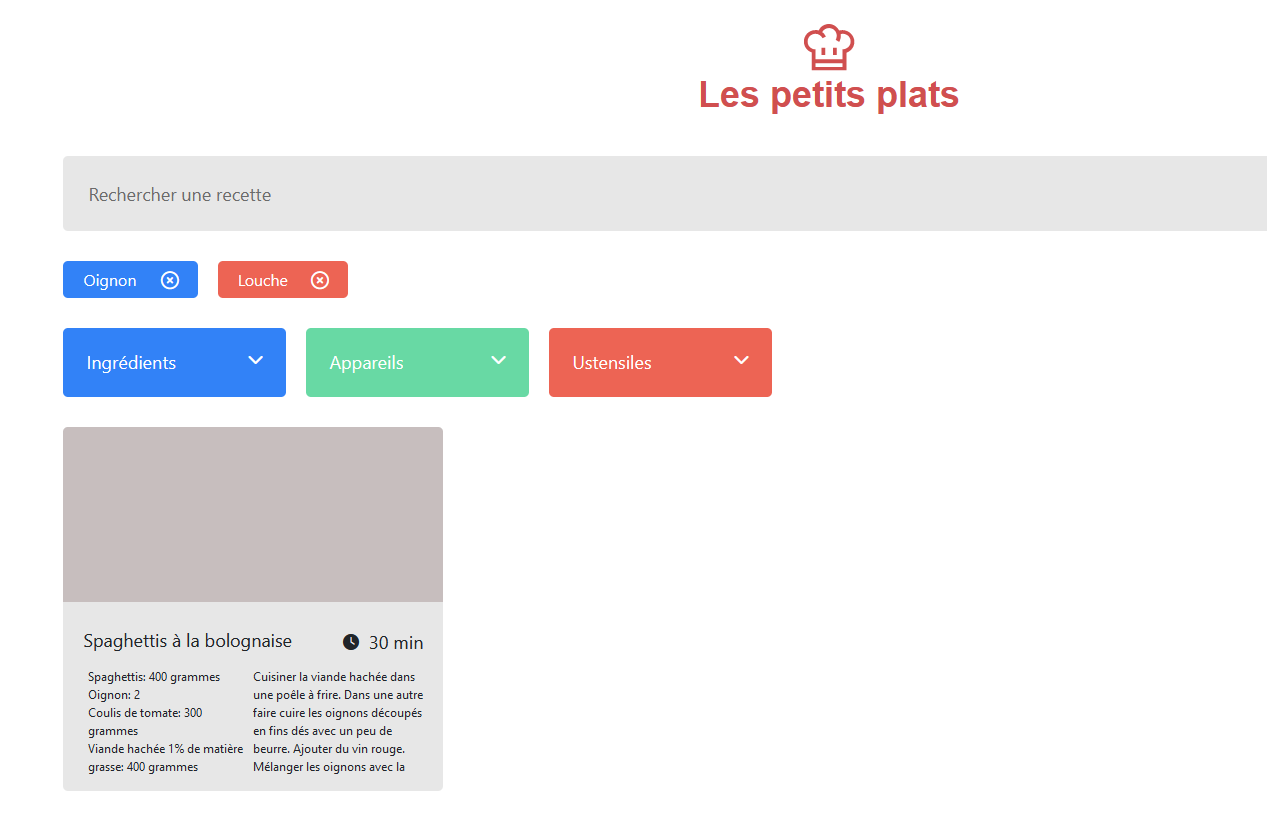 Les petits plats
Rechercher une recette
Oignon
Louche
Ingrédients
Appareils
Ustensiles
Spaghettis à la bolognaise
30 min
Spaghettis: 400 grammes
Oignon: 2
Coulis de tomate: 300
grammes
Viande hachée 1% de matière
grasse: 400 grammes
Cuisiner la viande hachée dans
une poêle à frire. Dans une autre
faire cuire les oignons découpés
en fins dés avec un peu de
beurre. Ajouter du vin rouge.
Mélanger les oignons avec la